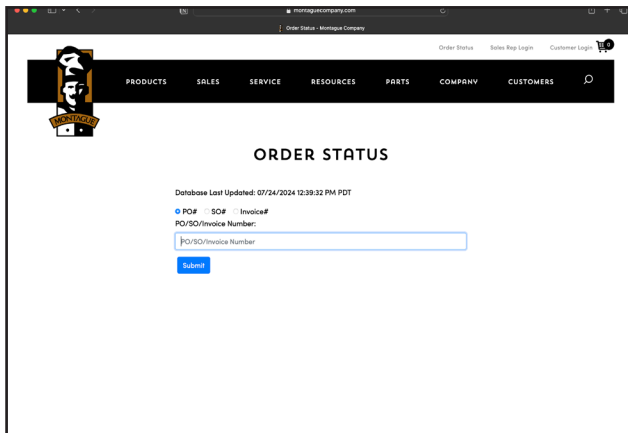 montaguecompany.com
Order Status - Montague Company
Order Status Sales Rep Login Customer Login 0
PRODUCTS SALES SERVICE RESOURCES PARTS COMPANY CUSTOMERS
MONTAGUE
ORDER STATUS
Database Last Updated: 07/24/2024 12:39:32 PM PDT
PO# SO# Invoice#
PO/SO/Invoice Number:
PO/SO/Invoice Number
Submit